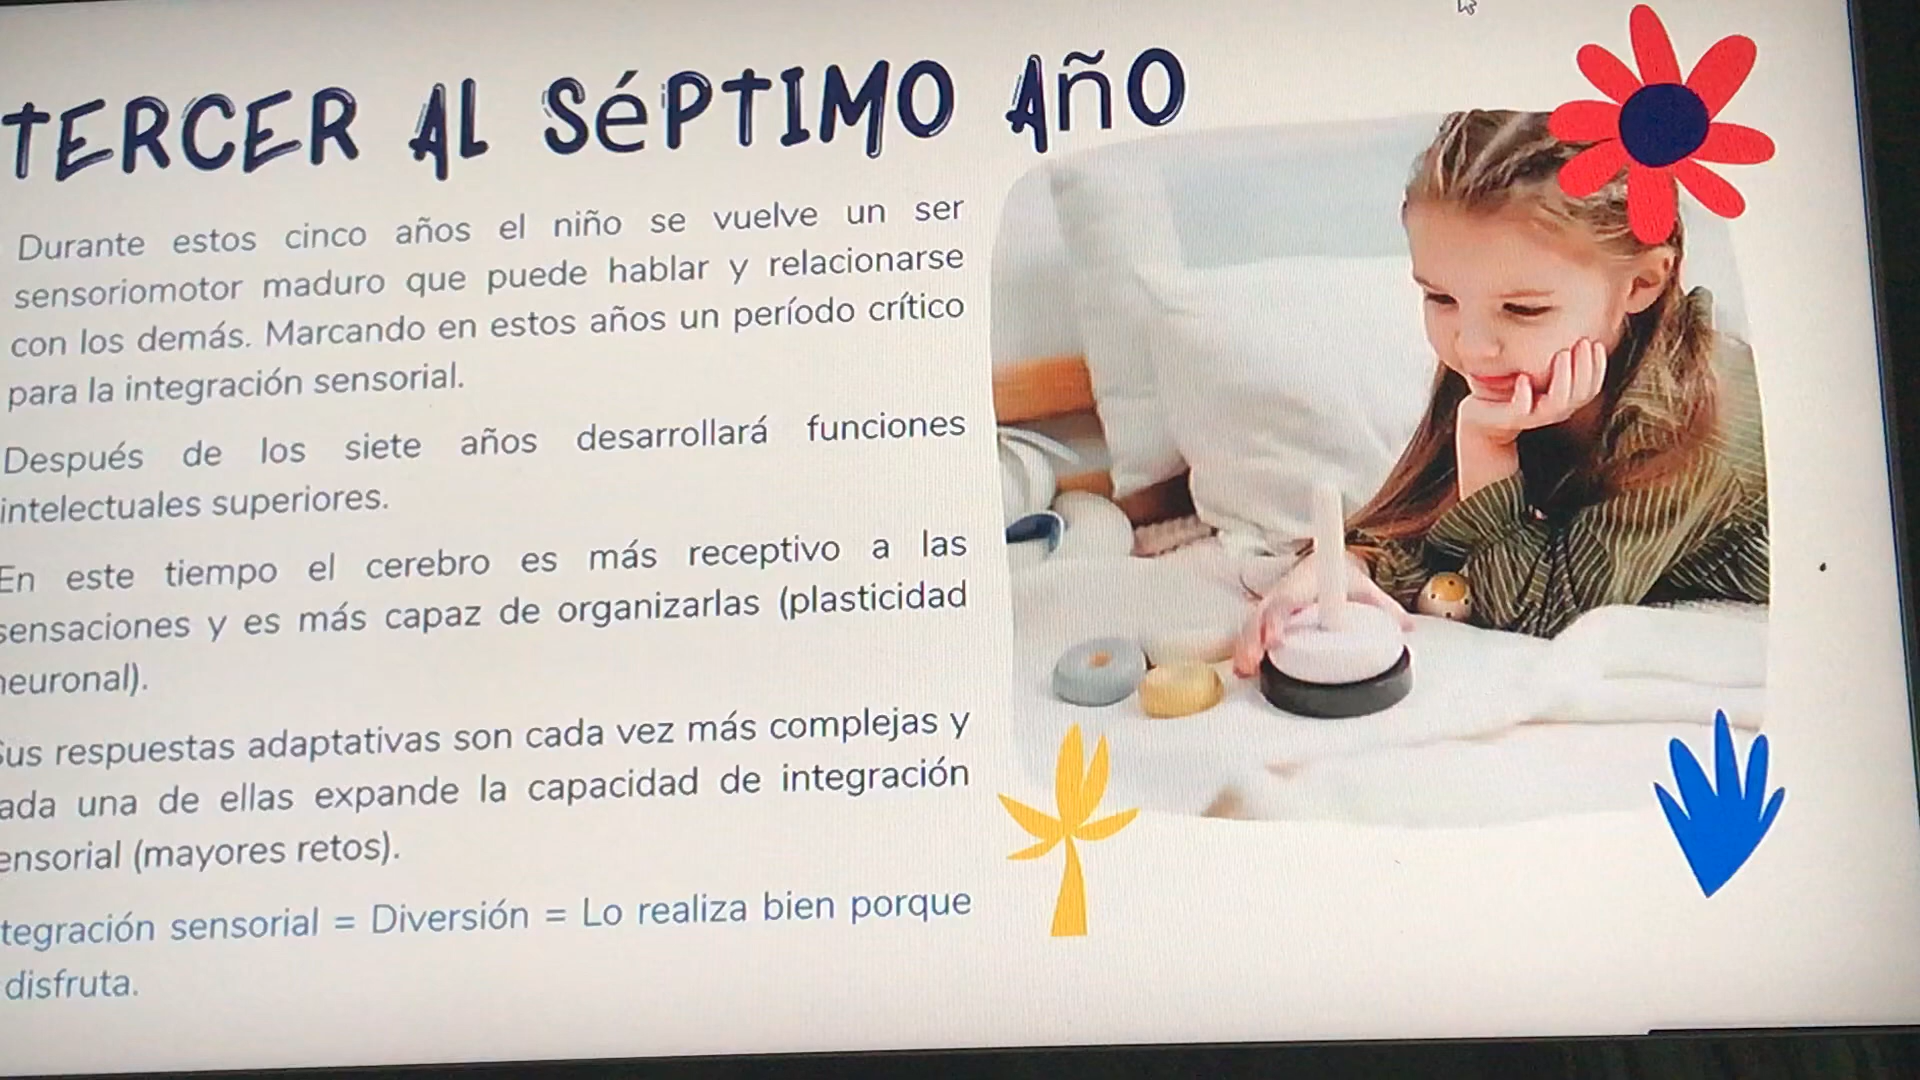 TERCER AL SéPTIMO AñO
Durante estos cinco años el niño se vuelve un ser
sensoriomotor maduro que puede hablar y relacionarse
con los demás. Marcando en estos años un período crítico
para la integración sensorial.
Después de los siete años desarrollará funciones
intelectuales superiores.
En este tiempo el cerebro es más receptivo a las
sensaciones y es más capaz de organizarlas (plasticidad
neuronal).
Sus respuestas adaptativas son cada vez más complejas y
ada una de ellas expande la capacidad de integración
ensorial (mayores retos).
tegración sensorial = Diversión = Lo realiza bien porque
disfruta.